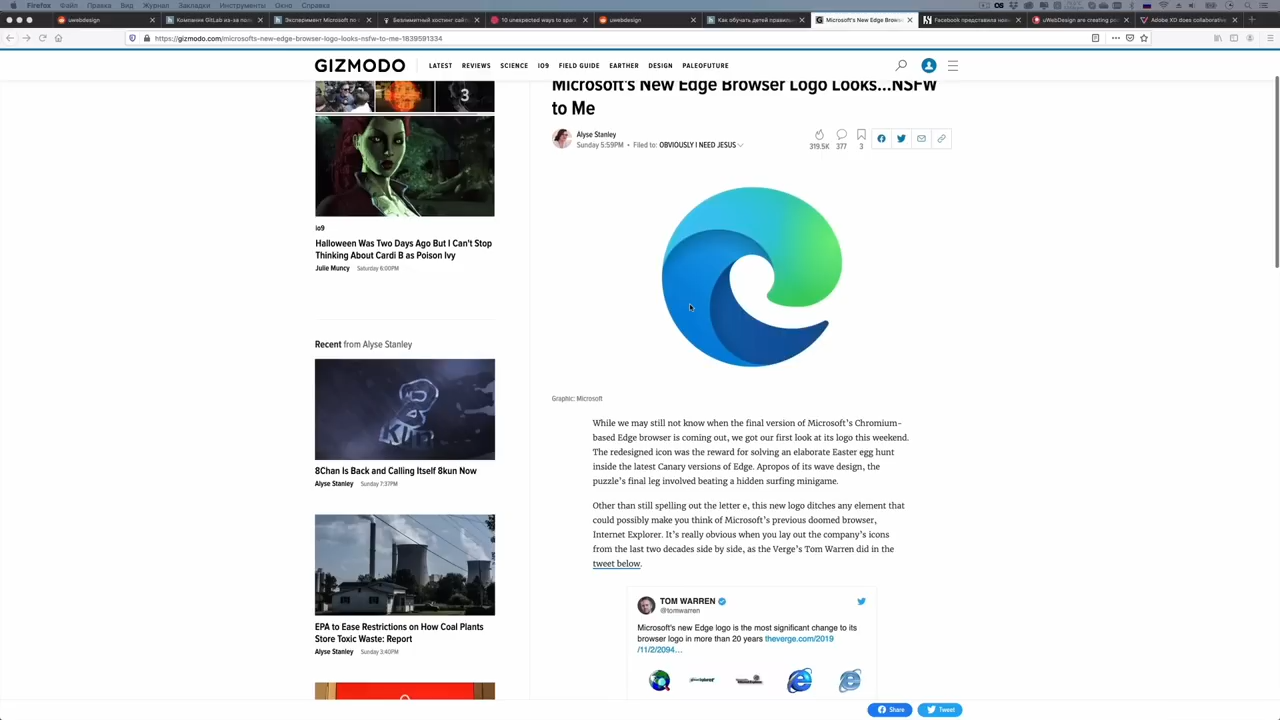 Firefox Файл Правка Вид Журнал Закладки Инструменты Окно Справка
uwebdesign
Компания GitLab из-за пол
Эксперимент Microsoft по с
Безлимитный хостинг сайт
10 unexpected ways to spark
uwebdesign
Как обучать детей правильн
Microsoft's New Edge Brows
Facebook представила ново
uWebDesign are creating po
Adobe XD does collaborative
https://gizmodo.com/microsofts-new-edge-browser-logo-looks-nsfw-to-me-1839591334
GIZMODO LATEST REVIEWS SCIENCE IO9 FIELD GUIDE EARTHER DESIGN PALEOFUTURE
3
io9
Halloween Was Two Days Ago But I Can't Stop
Thinking About Cardi B as Poison Ivy
Julie Muncy Saturday 6:00PM
Recent from Alyse Stanley
8Chan Is Back and Calling Itself 8kun Now
Alyse Stanley Sunday 7:37PM
EPA to Ease Restrictions on How Coal Plants
Store Toxic Waste: Report
Alyse Stanley Sunday 3:40PM
Microsoft's New Edge Browser Logo Looks...NSFW
to Me
Alyse Stanley
Sunday 5:59PM • Filed to: OBVIOUSLY I NEED JESUS
319.5K 377 3
Graphic: Microsoft
While we may still not know when the final version of Microsoft's Chromium-
based Edge browser is coming out, we got our first look at its logo this weekend.
The redesigned icon was the reward for solving an elaborate Easter egg hunt
inside the latest Canary versions of Edge. Apropos of its wave design, the
puzzle's final leg involved beating a hidden surfing minigame.
Other than still spelling out the letter e, this new logo ditches any element that
could possibly make you think of Microsoft's previous doomed browser,
Internet Explorer. It's really obvious when you lay out the company's icons
from the last two decades side by side, as the Verge's Tom Warren did in the
tweet below.
TOM WARREN
@tomwarren
Microsoft's new Edge logo is the most significant change to its
browser logo in more than 20 years theverge.com/2019
/11/2/2094…
Share Tweet